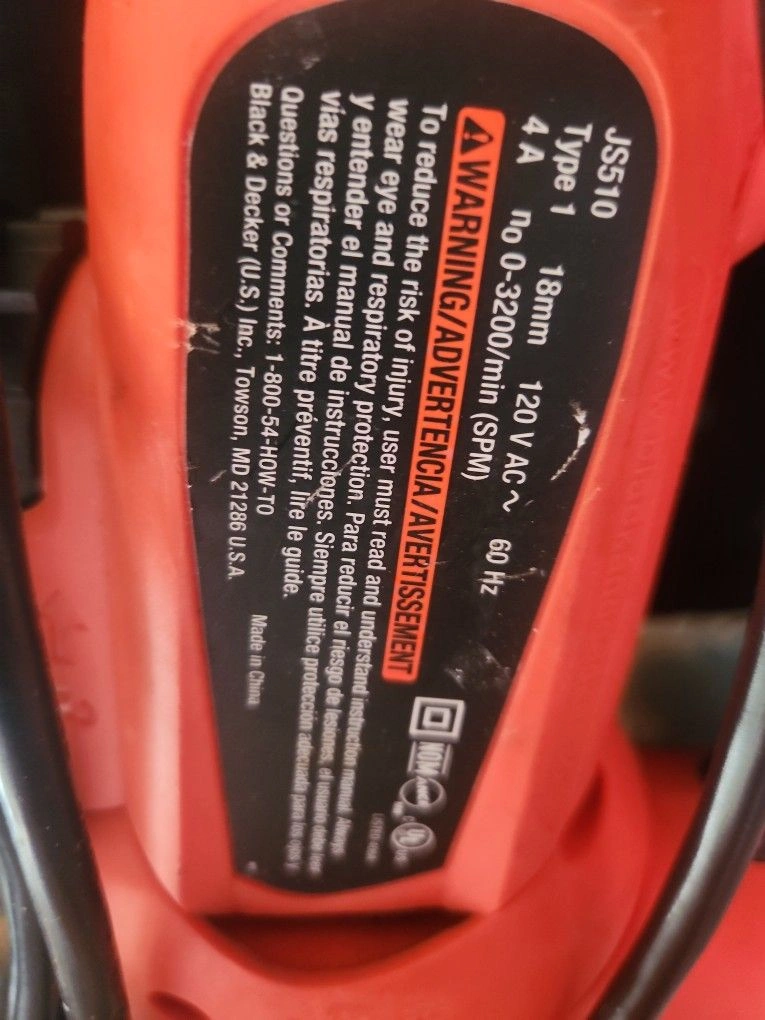 JS510
Type 1 18mm 120 V AC ~ 60 Hz
4 A no 0-3200/min (SPM)
⚠ WARNING/ADVERTENCIA/AVERTISSEMENT
To reduce the risk of injury, user must read and understand instruction manual. Always
wear eye and respiratory protection. Para reducir el riesgo de lesiones, el usuario debe leer
y entender el manual de instrucciones. Siempre utilice protección adecuada para los ojos y
vías respiratorias. À titre préventif, lire le guide.
Questions or Comments: 1-800-54-HOW-TO
Black & Decker (U.S.) Inc., Towson, MD 21286 U.S.A. Made in China
NOM
UL